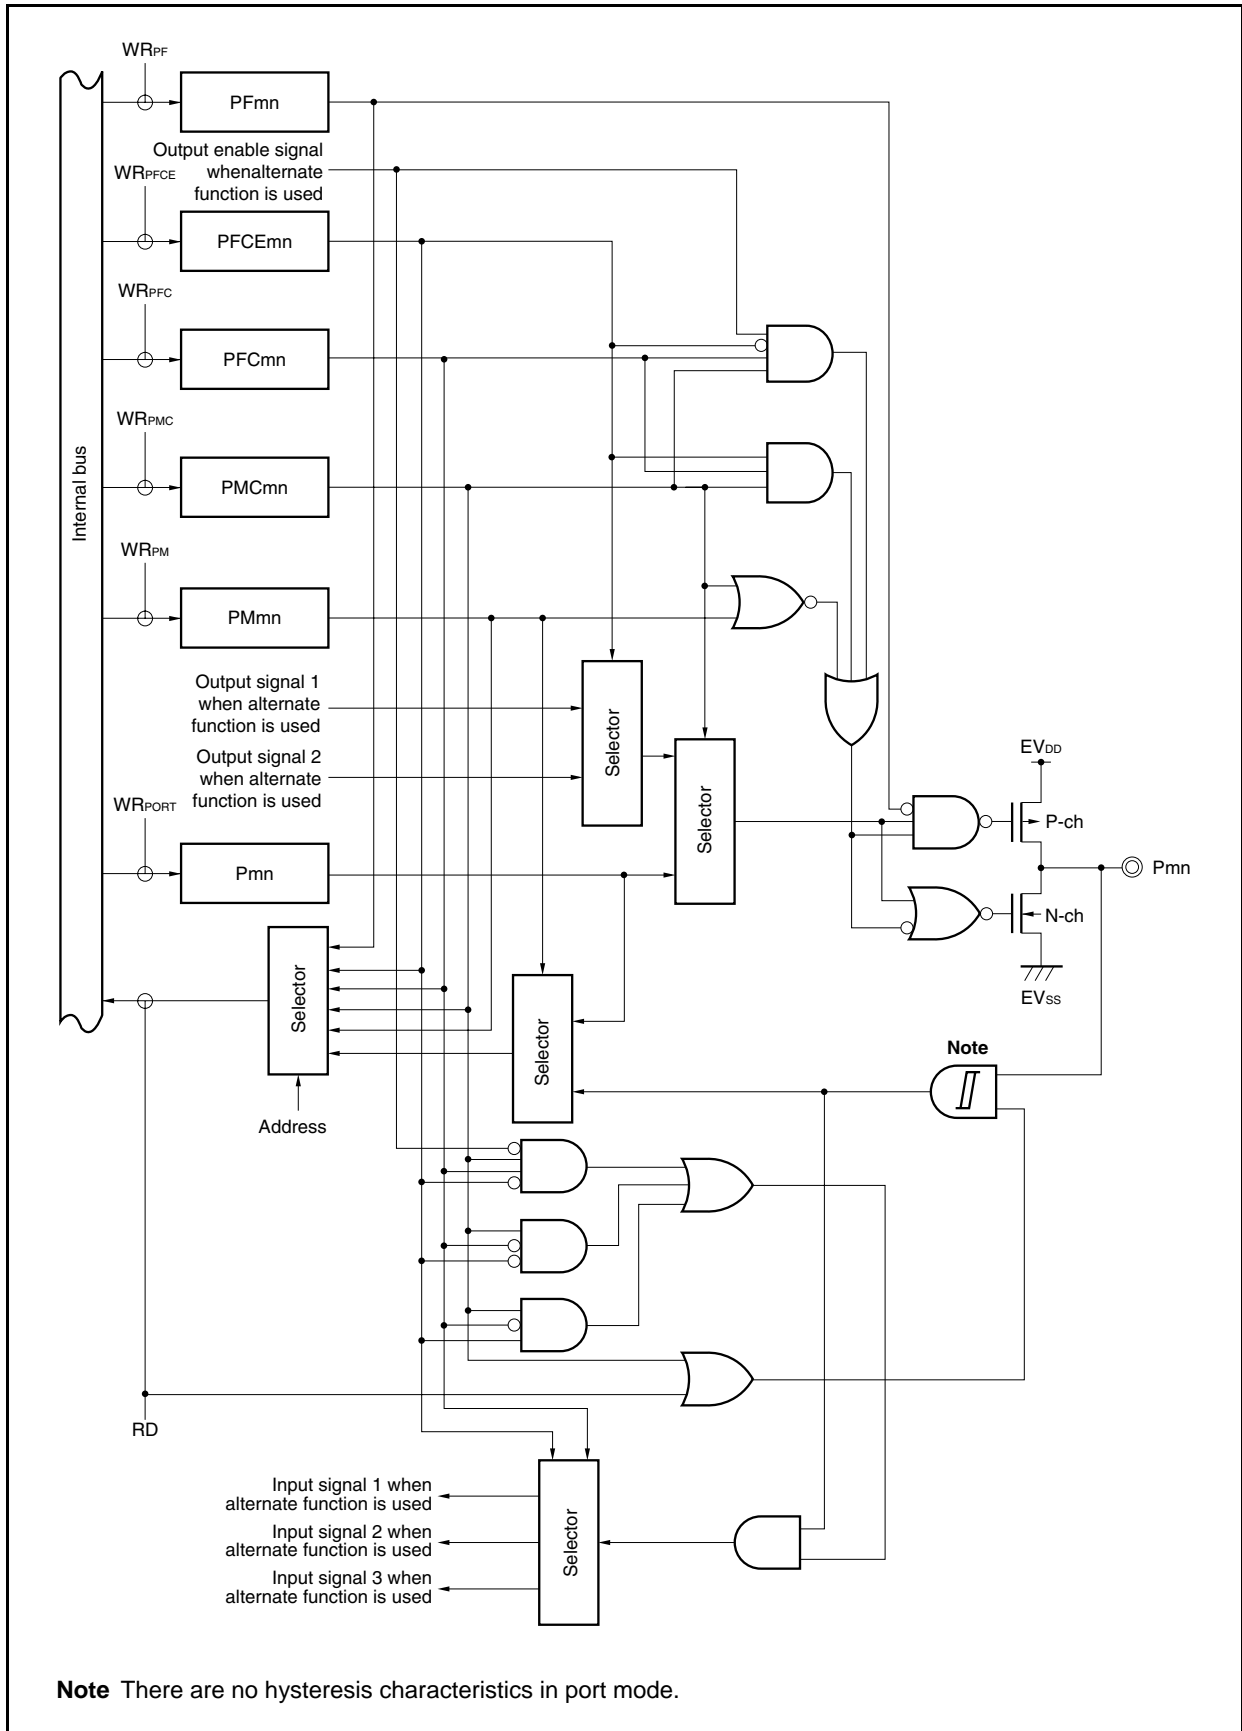 WRPF
PFmn
Output enable signal
whenalternate
function is used
WRPFCE
PFCEmn
WRPFC
PFCmn
WRPMC
PMCmn
Internal bus
WRPM
PMmn
Output signal 1
when alternate
function is used
Selector
Output signal 2
when alternate
function is used
Selector
EVDD
P-ch
WRPORT
Pmn
Pmn
N-ch
EVSS
Selector
Selector
Note
Address
RD
Input signal 1 when
alternate function is used
Input signal 2 when
alternate function is used
Input signal 3 when
alternate function is used
Selector
Note There are no hysteresis characteristics in port mode.